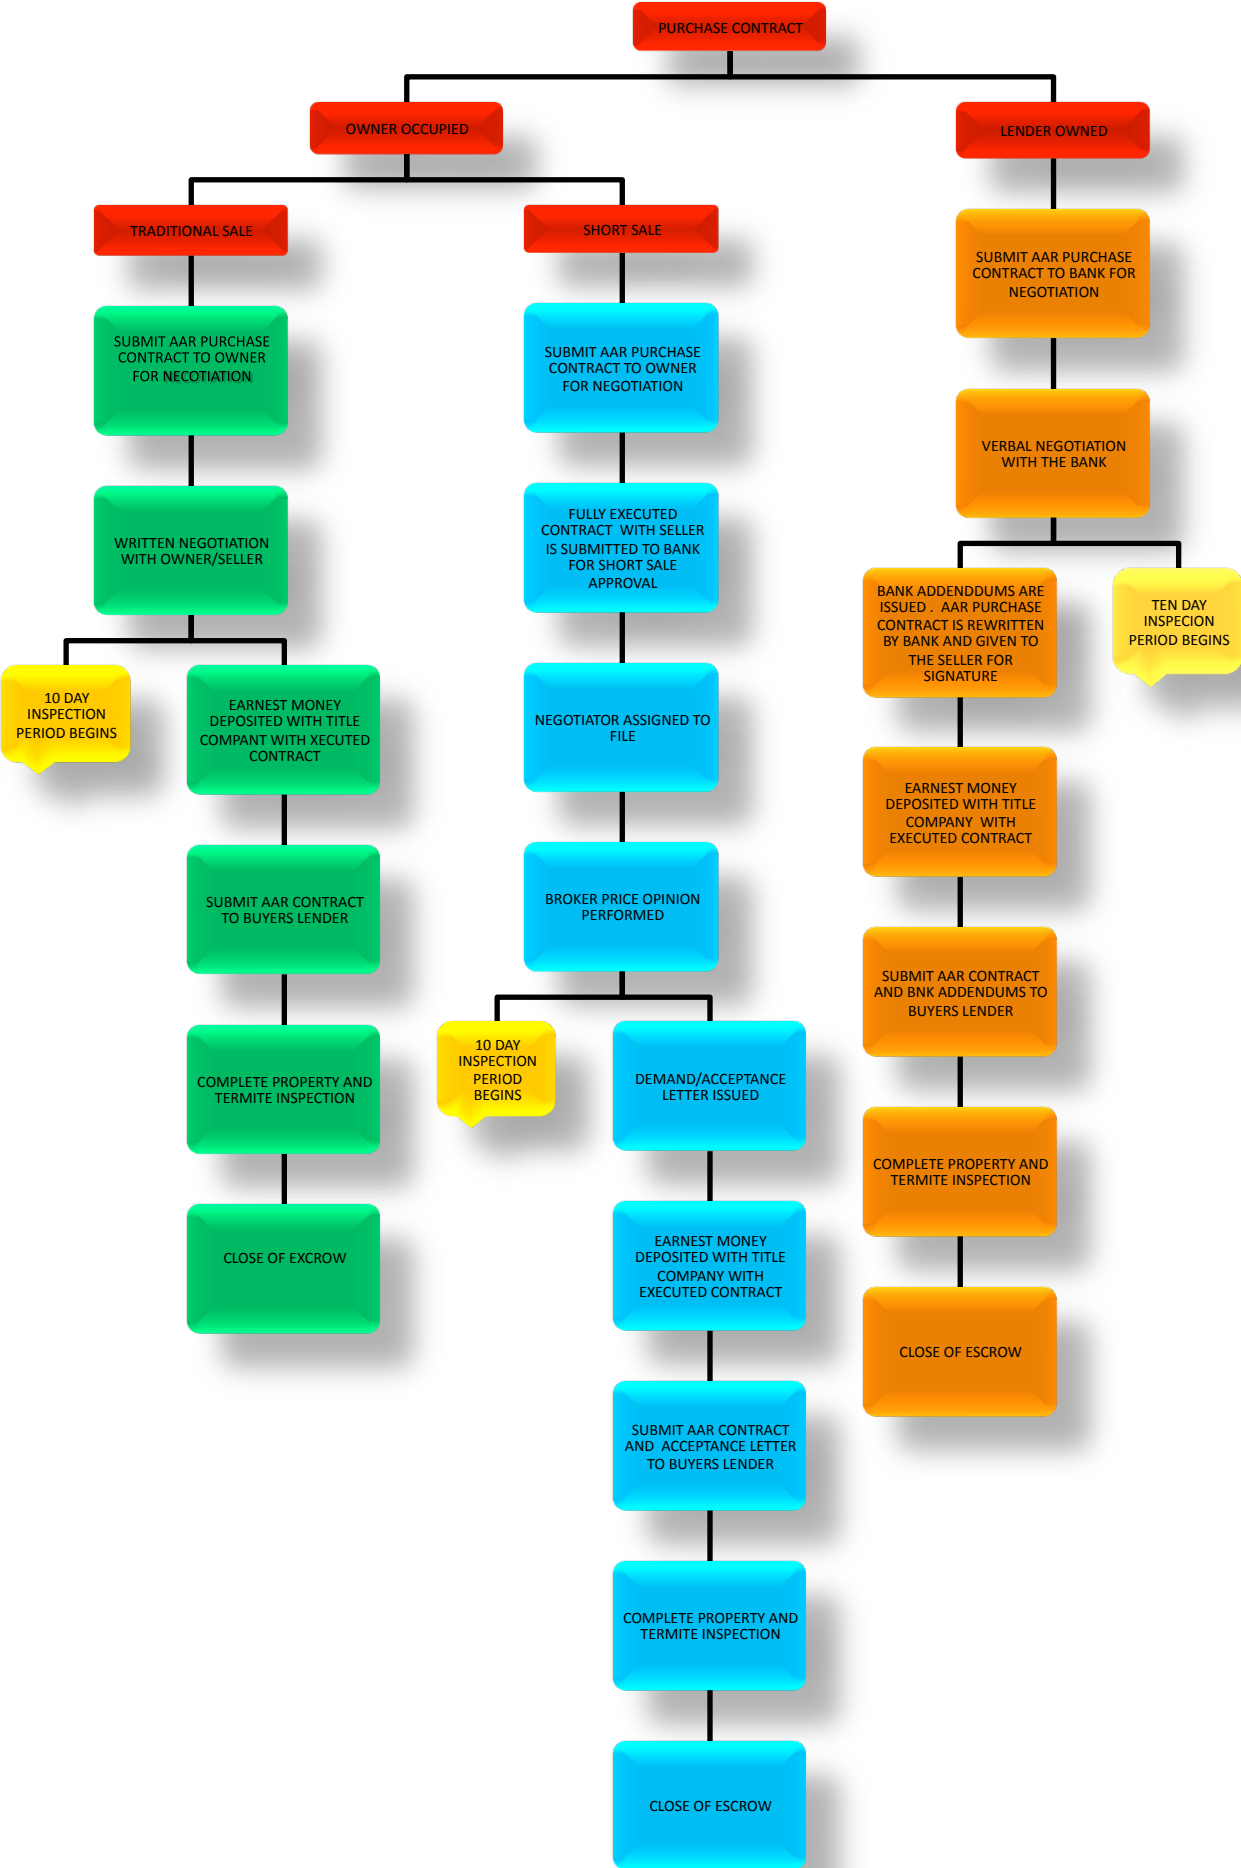 PURCHASE CONTRACT
OWNER OCCUPIED
TRADITIONAL SALE
SUBMIT AAR PURCHASE
CONTRACT TO OWNER
FOR NECOTIATION
WRITTEN NEGOTIATION
WITH OWNER/SELLER
10 DAY
INSPECTION
PERIOD BEGINS
EARNEST MONEY
DEPOSITED WITH TITLE
COMPANT WITH XECUTED
CONTRACT
SUBMIT AAR CONTRACT
TO BUYERS LENDER
COMPLETE PROPERTY AND
TERMITE INSPECTION
CLOSE OF EXCROW
SHORT SALE
SUBMIT AAR PURCHASE
CONTRACT TO OWNER
FOR NEGOTIATION
FULLY EXECUTED
CONTRACT WITH SELLER
IS SUBMITTED TO BANK
FOR SHORT SALE
APPROVAL
NEGOTIATOR ASSIGNED TO
FILE
BROKER PRICE OPINION
PERFORMED
10 DAY
INSPECTION
PERIOD
BEGINS
DEMAND/ACCEPTANCE
LETTER ISSUED
EARNEST MONEY
DEPOSITED WITH TITLE
COMPANY WITH
EXECUTED CONTRACT
SUBMIT AAR CONTRACT
AND ACCEPTANCE LETTER
TO BUYERS LENDER
COMPLETE PROPERTY AND
TERMITE INSPECTION
CLOSE OF ESCROW
LENDER OWNED
SUBMIT AAR PURCHASE
CONTRACT TO BANK FOR
NEGOTIATION
VERBAL NEGOTIATION
WITH THE BANK
BANK ADDENDDUMS ARE
ISSUED . AAR PURCHASE
CONTRACT IS REWRITTEN
BY BANK AND GIVEN TO
THE SELLER FOR
SIGNATURE
TEN DAY
INSPECION
PERIOD BEGINS
EARNEST MONEY
DEPOSITED WITH TITLE
COMPANY WITH
EXECUTED CONTRACT
SUBMIT AAR CONTRACT
AND BNK ADDENDUMS TO
BUYERS LENDER
COMPLETE PROPERTY AND
TERMITE INSPECTION
CLOSE OF ESCROW